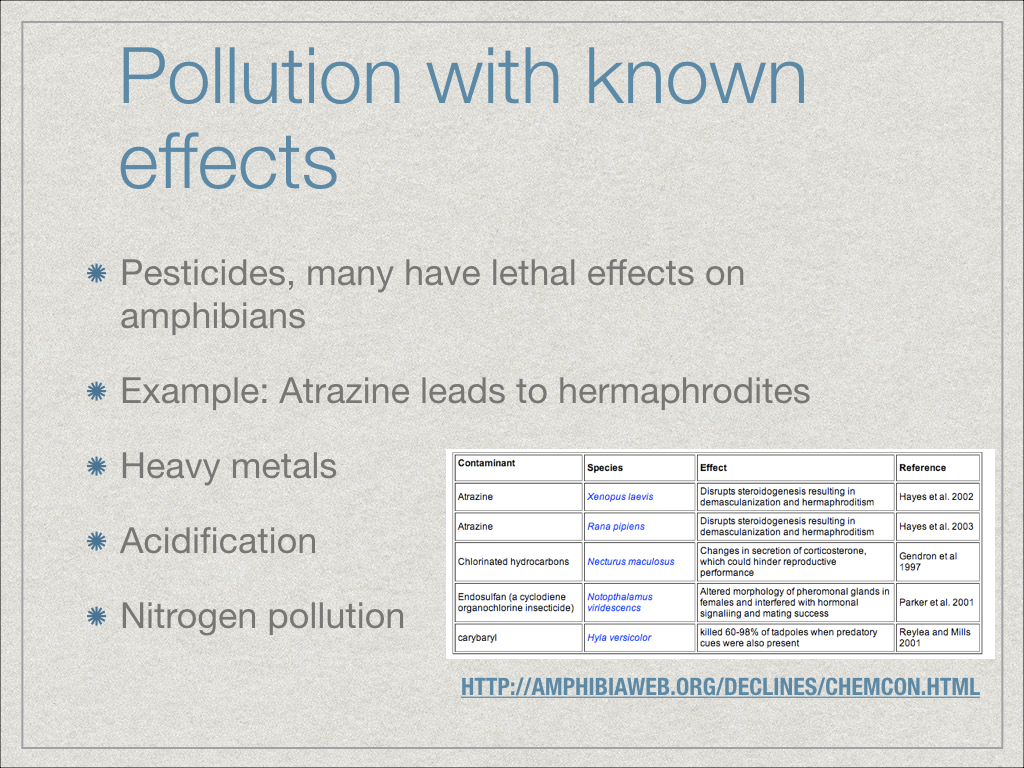 Pollution with known
effects
Pesticides, many have lethal effects on
amphibians
Example: Atrazine leads to hermaphrodites
Heavy metals
Acidification
Nitrogen pollution
Contaminant Species Effect Reference
Atrazine Xenopus laevis Disrupts steroidogenesis resulting in
demasculanization and hermaphroditism Hayes et al. 2002
Atrazine Rana pipiens Disrupts steroidogenesis resulting in
demasculanization and hermaphroditism Hayes et al. 2003
Chlorinated hydrocarbons Necturus maculosus Changes in secretion of corticosterone,
which could hinder reproductive
performance Gendron et al
1997
Endosulfan (a cyclodiene
organochlorine insecticide) Notopthalamus
viridescencs Altered morphology of pheromonal glands in
females and interfered with hormonal
signaliing and mating success Parker et al. 2001
carybaryl Hyla versicolor killed 60-98% of tadpoles when predatory
cues were also present Reylea and Mills
2001
HTTP://AMPHIBIAWEB.ORG/DECLINES/CHEMCON.HTML